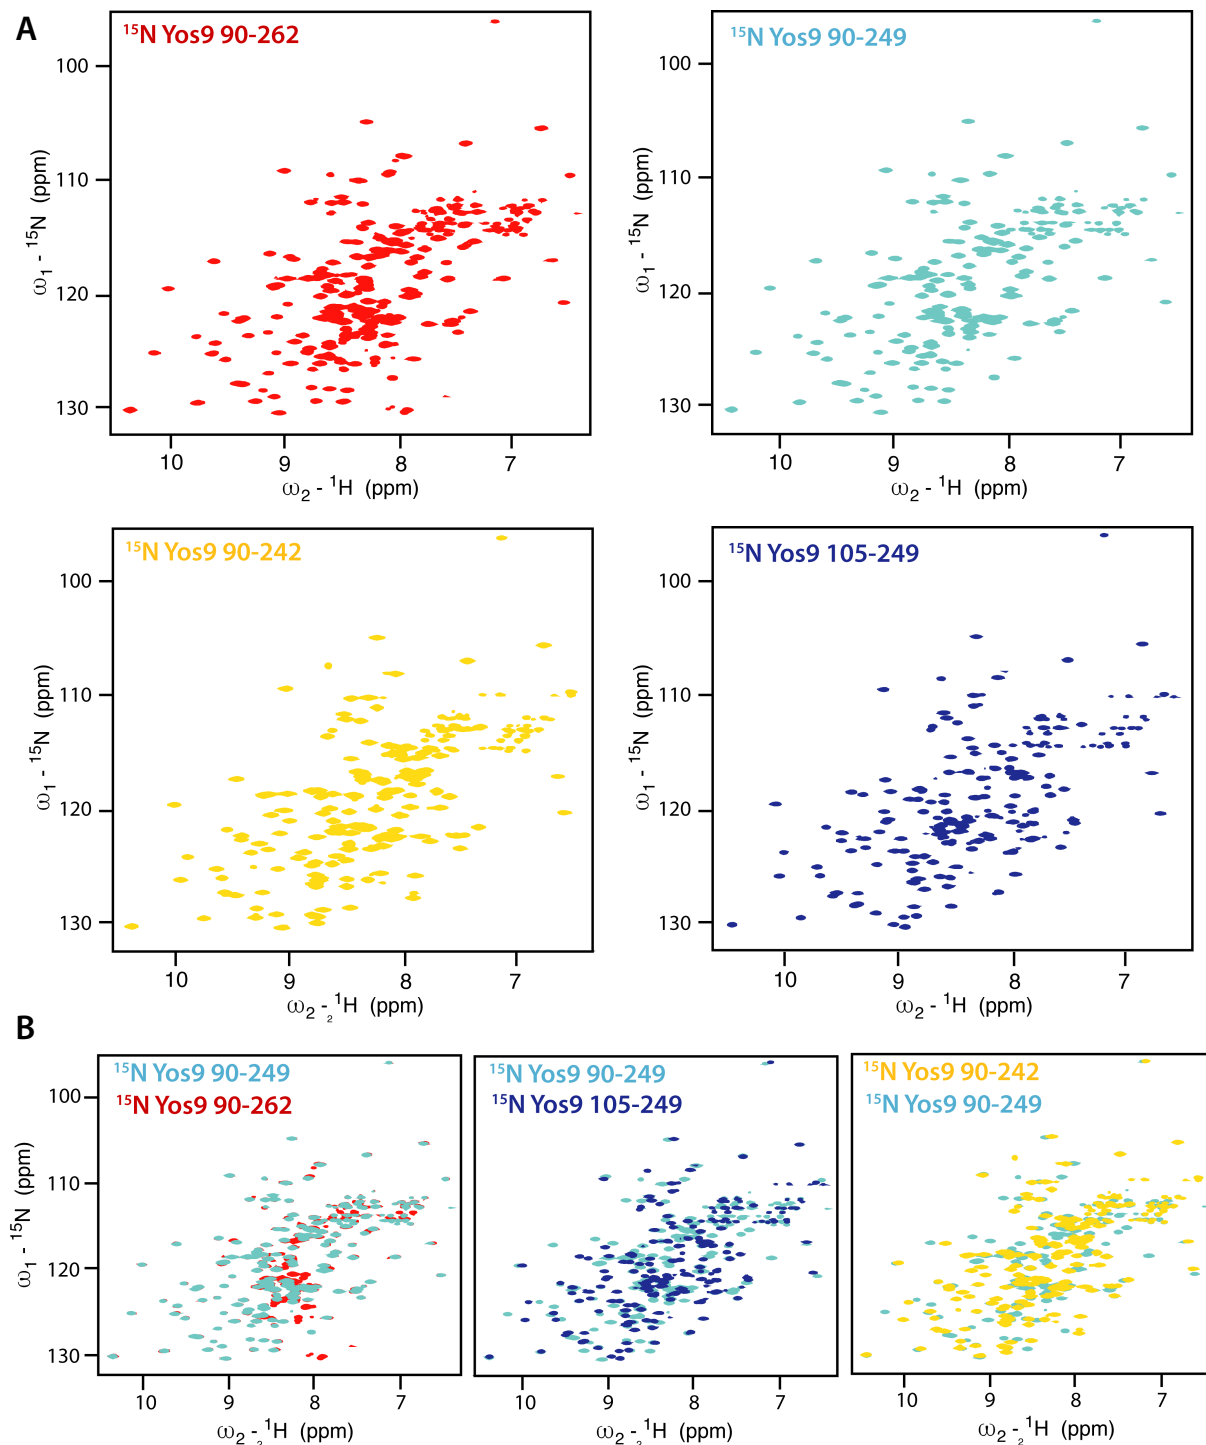 A
¹⁵N Yos9 90-262
100
110
120
130
ω₁ - ¹⁵N (ppm)
10 9 8 7
ω₂ - ¹H (ppm)
¹⁵N Yos9 90-249
100
110
120
130
ω₁ - ¹⁵N (ppm)
10 9 8 7
ω₂ - ¹H (ppm)
¹⁵N Yos9 90-242
100
110
120
130
ω₁ - ¹⁵N (ppm)
10 9 8 7
ω₂ -₂ ¹H (ppm)
¹⁵N Yos9 105-249
100
110
120
130
ω₁ - ¹⁵N (ppm)
10 9 8 7
ω₂ - ¹H (ppm)
B
¹⁵N Yos9 90-249
¹⁵N Yos9 90-262
100
110
120
130
ω₁ - ¹⁵N (ppm)
10 9 8 7
ω₂ -₂ ¹H (ppm)
¹⁵N Yos9 90-249
¹⁵N Yos9 105-249
10 9 8 7
ω₂ -₂ ¹H (ppm)
¹⁵N Yos9 90-242
¹⁵N Yos9 90-249
10 9 8 7
ω₂ -₂ ¹H (ppm)